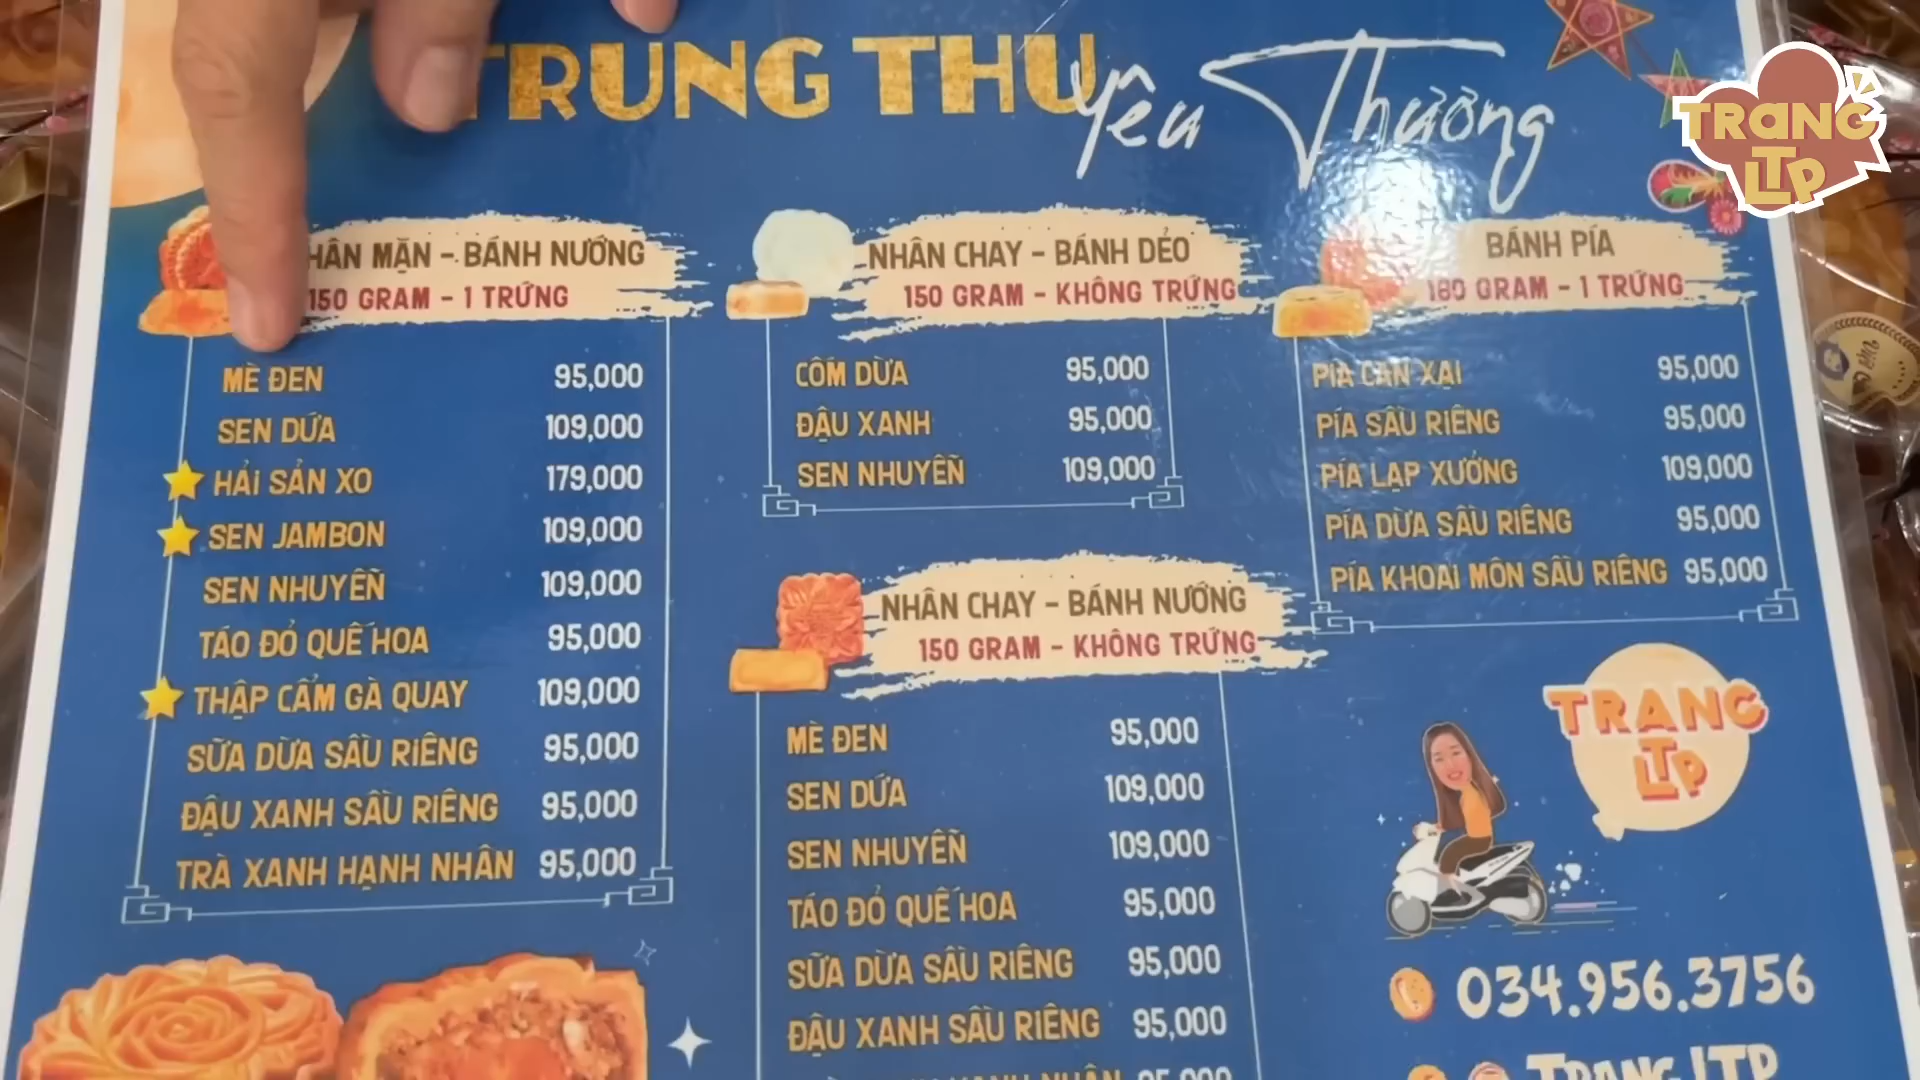 TRUNG THU
Yêu Thương
TRANG
LTP
NHÂN MẶN - BÁNH NƯỚNG
150 GRAM - 1 TRỨNG
MÈ ĐEN 95,000
SEN DỨA 109,000
HẢI SẢN XO 179,000
SEN JAMBON 109,000
SEN NHUYỄN 109,000
TÁO ĐỎ QUẾ HOA 95,000
THẬP CẨM GÀ QUAY 109,000
SỮA DỪA SẦU RIÊNG 95,000
ĐẬU XANH SẦU RIÊNG 95,000
TRÀ XANH HẠNH NHÂN 95,000
NHÂN CHAY - BÁNH DẺO
150 GRAM - KHÔNG TRỨNG
CỐM DỪA 95,000
ĐẬU XANH 95,000
SEN NHUYỄN 109,000
NHÂN CHAY - BÁNH NƯỚNG
150 GRAM - KHÔNG TRỨNG
MÈ ĐEN 95,000
SEN DỨA 109,000
SEN NHUYỄN 109,000
TÁO ĐỎ QUẾ HOA 95,000
SỮA DỪA SẦU RIÊNG 95,000
ĐẬU XANH SẦU RIÊNG 95,000
BÁNH PÍA
180 GRAM - 1 TRỨNG
PÍA CAN XẠI 95,000
PÍA SẦU RIÊNG 95,000
PÍA LẠP XƯỞNG 109,000
PÍA DỪA SẦU RIÊNG 95,000
PÍA KHOAI MÔN SẦU RIÊNG 95,000
TRANG
LTP
034.956.3756
TRANG LTP